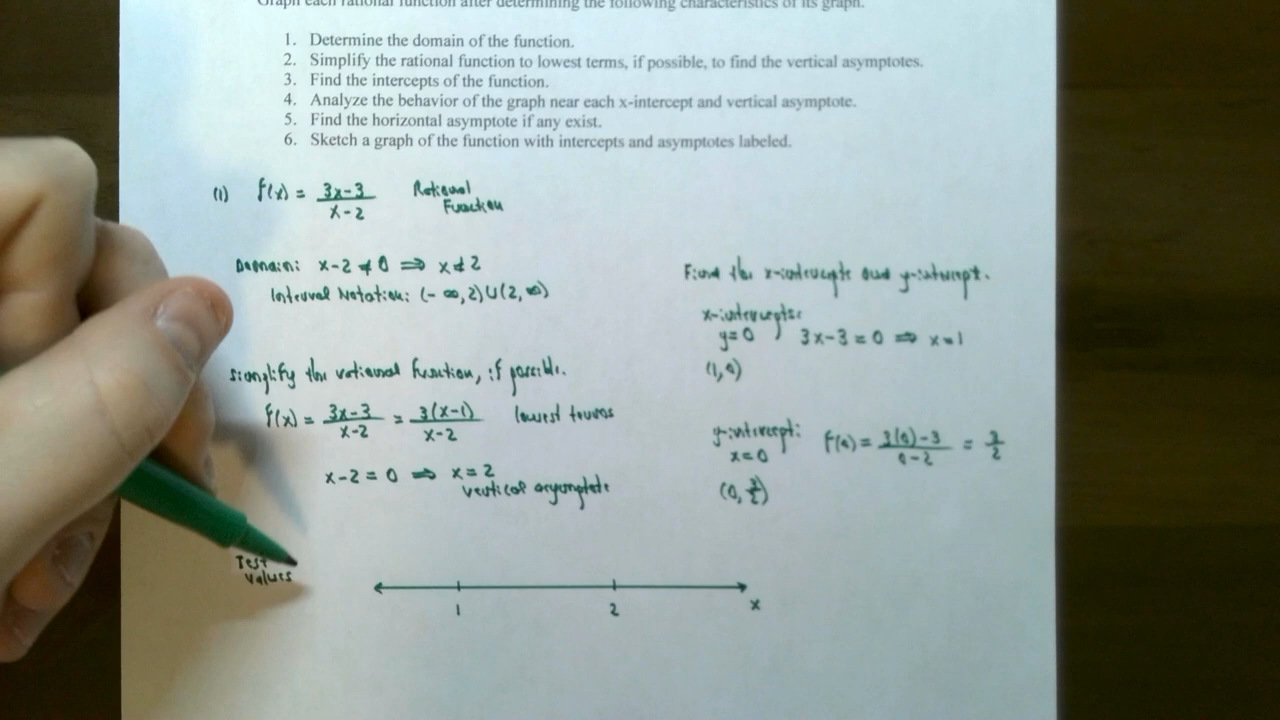 Graph each rational function after determining the following characteristics of its graph.
1. Determine the domain of the function.
2. Simplify the rational function to lowest terms, if possible, to find the vertical asymptotes.
3. Find the intercepts of the function.
4. Analyze the behavior of the graph near each x-intercept and vertical asymptote.
5. Find the horizontal asymptote if any exist.
6. Sketch a graph of the function with intercepts and asymptotes labeled.
(1) f(x) = (3x-3)/(x-2) Rational Function
Domain: x-2 ≠ 0 ⇒ x ≠ 2
Interval Notation: (-∞, 2) ∪ (2, ∞)
Simplify the rational function, if possible.
f(x) = (3x-3)/(x-2) = 3(x-1)/(x-2) lowest terms
x-2 = 0 ⇒ x = 2
vertical asymptote
Find the x-intercepts and y-intercept.
x-intercepts:
y=0, 3x-3 = 0 ⇒ x = 1
(1, 0)
y-intercept: f(0) = (3(0)-3)/(0-2) = 3/2
x=0
(0, 3/2)
Test
Values
1 2 x